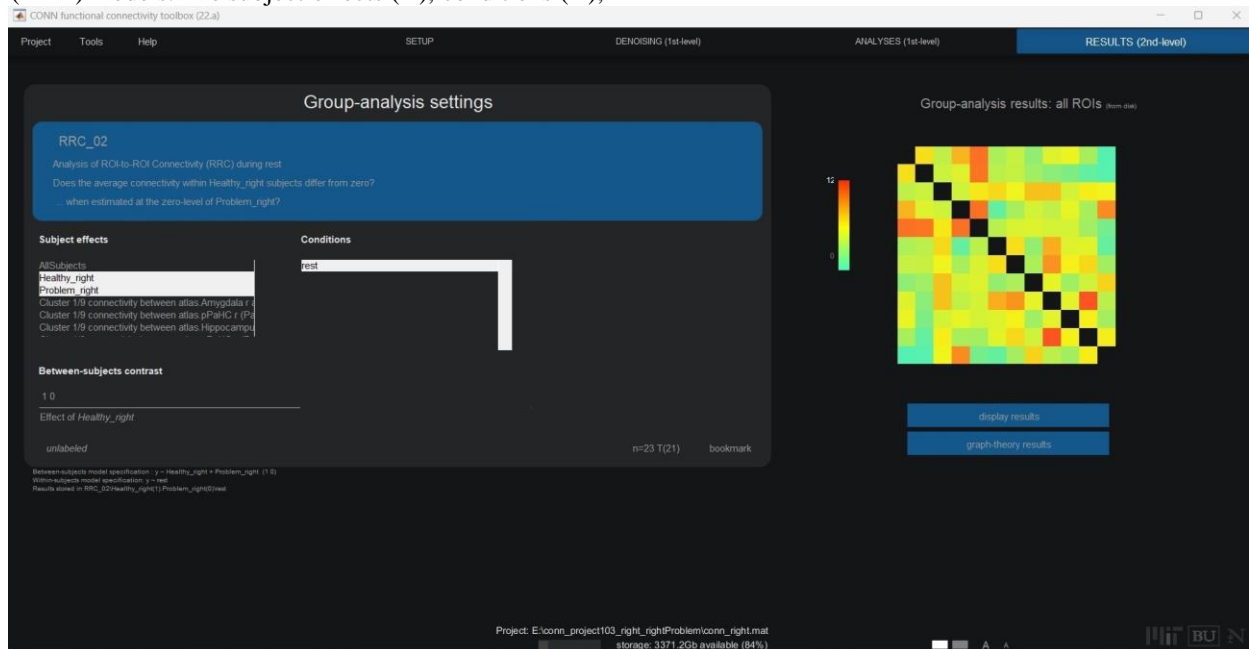 CONN functional connectivity toolbox (22.a)
Project Tools Help SETUP DENOISING (1st-level) ANALYSES (1st-level) RESULTS (2nd-level)
Group-analysis settings
Group-analysis results: all ROIs (from disk)
RRC_02
Analysis of ROI-to-ROI Connectivity (RRC) during rest
Does the average connectivity within Healthy_right subjects differ from zero?
... when estimated at the zero-level of Problem_right?
12
0
Subject effects
Conditions
AllSubjects
Healthy_right
Problem_right
Cluster 1/9 connectivity between atlas.Amygdala r
Cluster 1/9 connectivity between atlas.pPaHC r (Pa
Cluster 1/9 connectivity between atlas.Hippocampu
rest
Between-subjects contrast
1 0
Effect of Healthy_right
unlabeled
n=23 T(21)
bookmark
display results
graph-theory results
Between-subjects model specification : y ~ Healthy_right + Problem_right (1 0)
Within-subjects model specification: y ~ rest
Results stored in RRC_02\Healthy_right(1).Problem_right(0)\rest
Project: E:\conn_project103_right_rightProblem\conn_right.mat
storage: 3371.2Gb available (84%)
A A
BU N